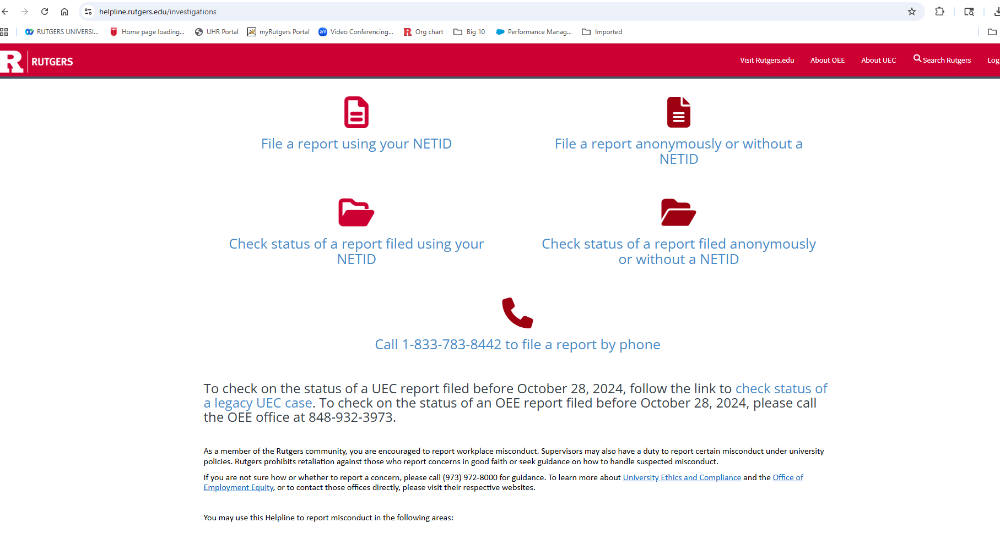 helpline.rutgers.edu/investigations
RUTGERS UNIVERSI... Home page loading... UHR Portal myRutgers Portal zm Video Conferencing... R Org chart Big 10 Performance Manag... Imported
R RUTGERS Visit Rutgers.edu About OEE About UEC Search Rutgers Log
File a report using your NETID
File a report anonymously or without a
NETID
Check status of a report filed using your
NETID
Check status of a report filed anonymously
or without a NETID
Call 1-833-783-8442 to file a report by phone
To check on the status of a UEC report filed before October 28, 2024, follow the link to check status of
a legacy UEC case. To check on the status of an OEE report filed before October 28, 2024, please call
the OEE office at 848-932-3973.
As a member of the Rutgers community, you are encouraged to report workplace misconduct. Supervisors may also have a duty to report certain misconduct under university
policies. Rutgers prohibits retaliation against those who report concerns in good faith or seek guidance on how to handle suspected misconduct.
If you are not sure how or whether to report a concern, please call (973) 972-8000 for guidance. To learn more about University Ethics and Compliance and the Office of
Employment Equity, or to contact those offices directly, please visit their respective websites.
You may use this Helpline to report misconduct in the following areas: